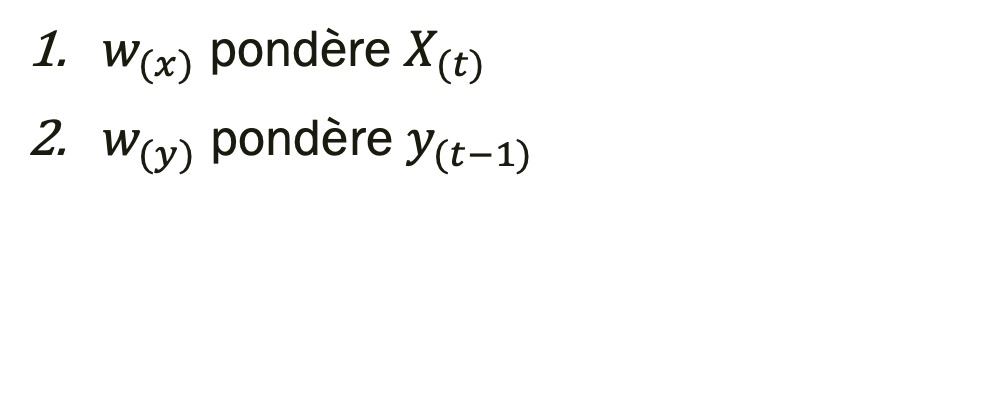 1. w(x) pondère X(t)
2. w(y) pondère y(t−1)